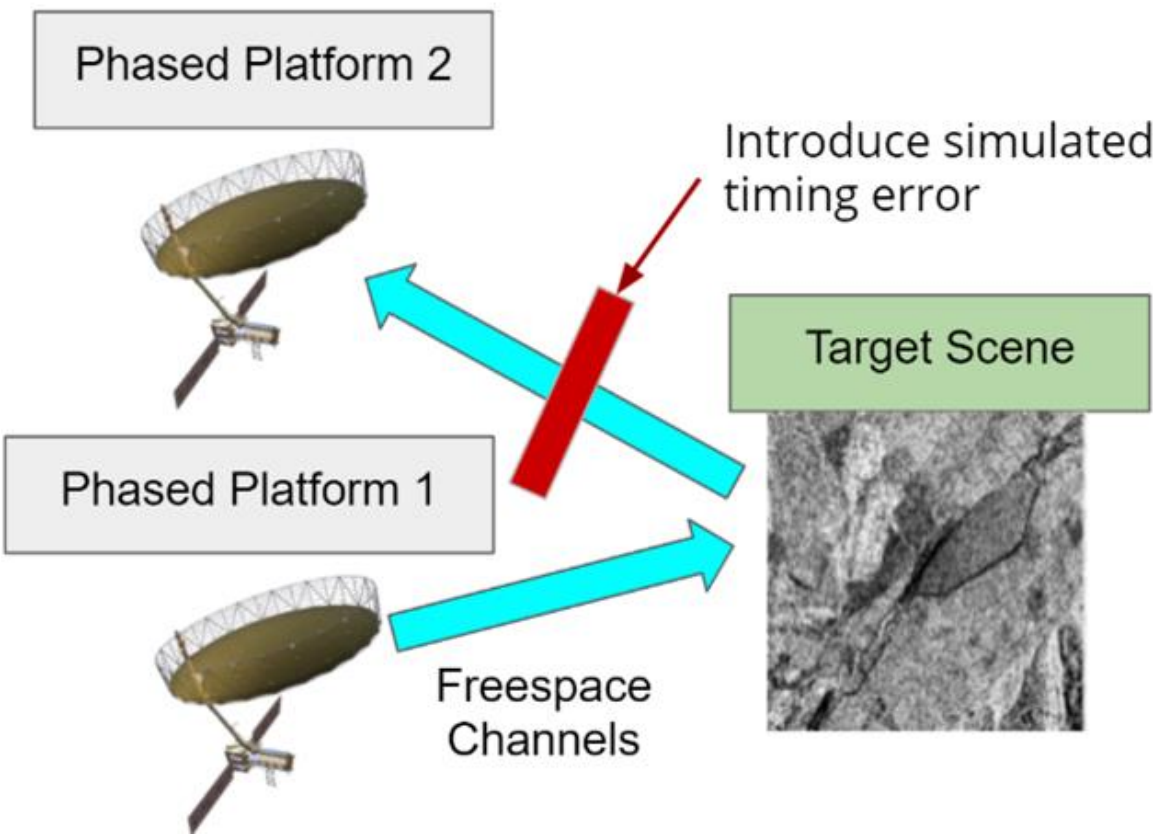 Phased Platform 2
Introduce simulated
timing error
Target Scene
Phased Platform 1
Freespace
Channels